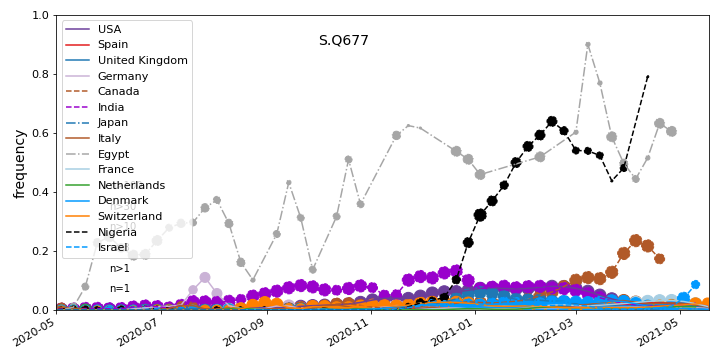 S.Q677
frequency
1.0
0.8
0.6
0.4
0.2
0.0
USA
Spain
United Kingdom
Germany
Canada
India
Japan
Italy
Egypt
France
Netherlands
Denmark
Switzerland
Nigeria
Israel
n>1
n=1
2020-05
2020-07
2020-09
2020-11
2021-01
2021-03
2021-05